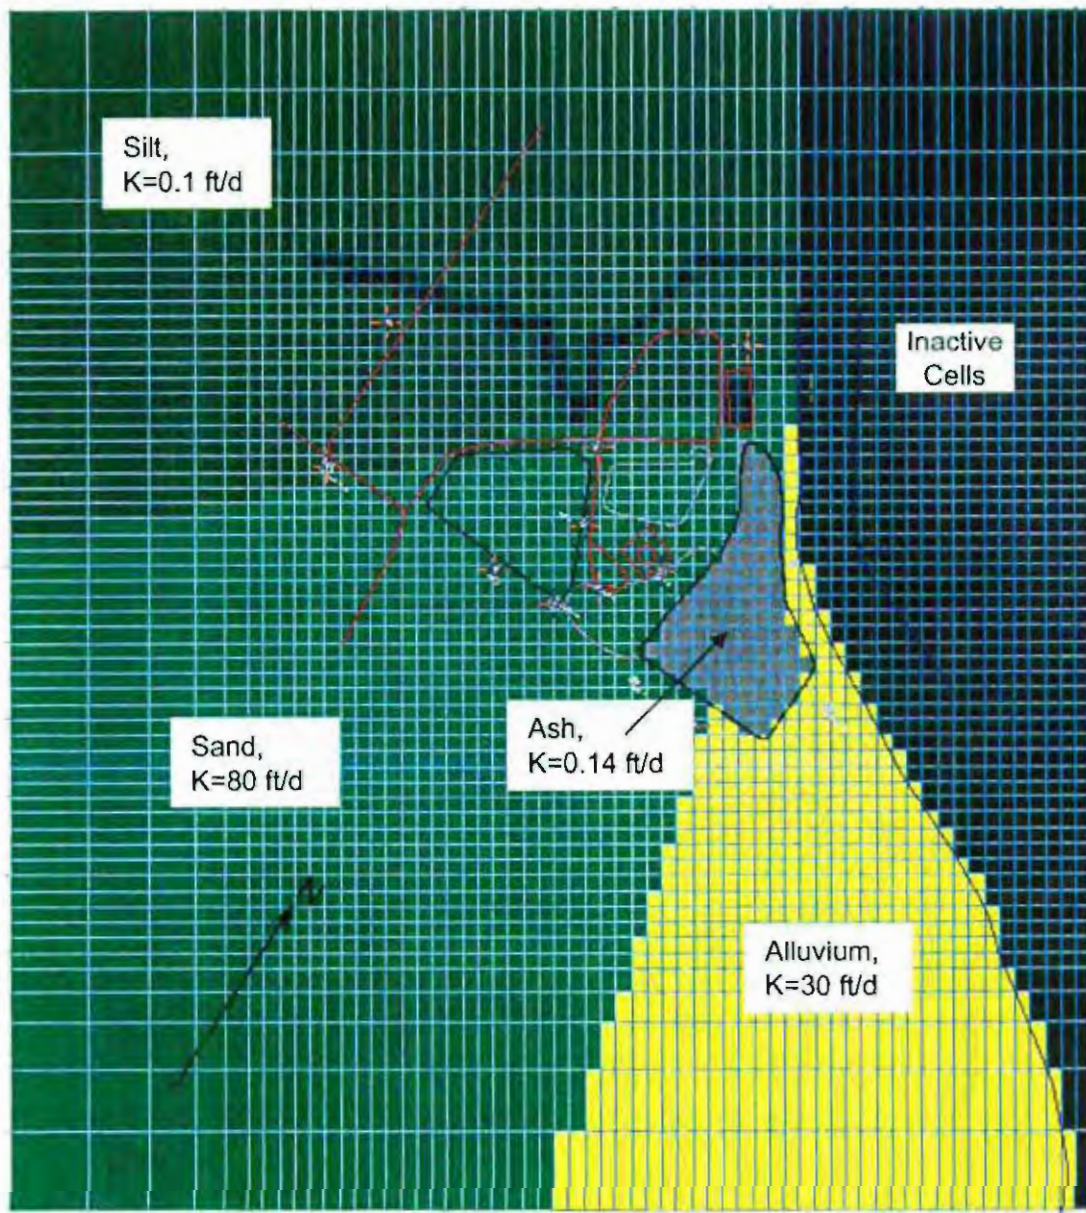 Silt,
K=0.1 ft/d
Inactive
Cells
Sand,
K=80 ft/d
Ash,
K=0.14 ft/d
Alluvium,
K=30 ft/d
N